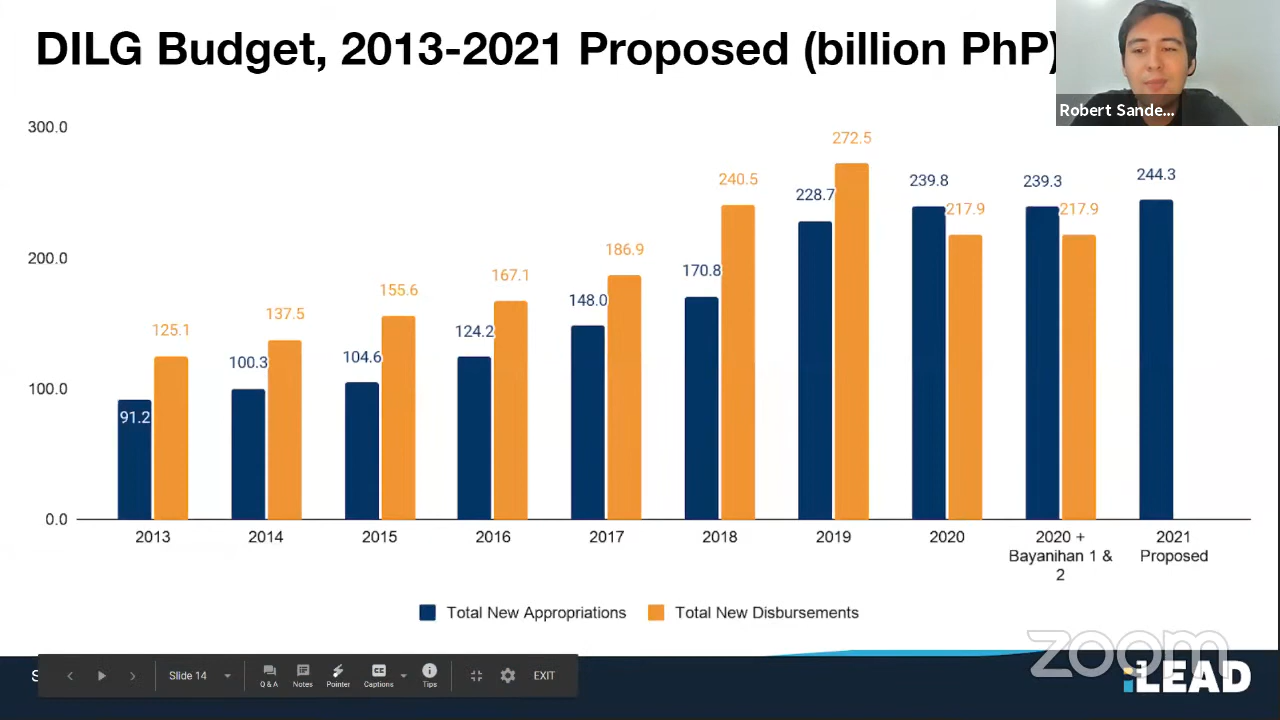 DILG Budget, 2013-2021 Proposed (billion PhP)
Robert Sande...
300.0
200.0
100.0
0.0
91.2
125.1
100.3
137.5
104.6
155.6
124.2
167.1
148.0
186.9
170.8
240.5
228.7
272.5
239.8
217.9
239.3
217.9
244.3
2013
2014
2015
2016
2017
2018
2019
2020
2020 +
Bayanihan 1 &
2
2021
Proposed
Total New Appropriations
Total New Disbursements
zoom
S
Slide 14
Q & A
Notes
Pointer
CC
Captions
Tips
EXIT
iLEAD